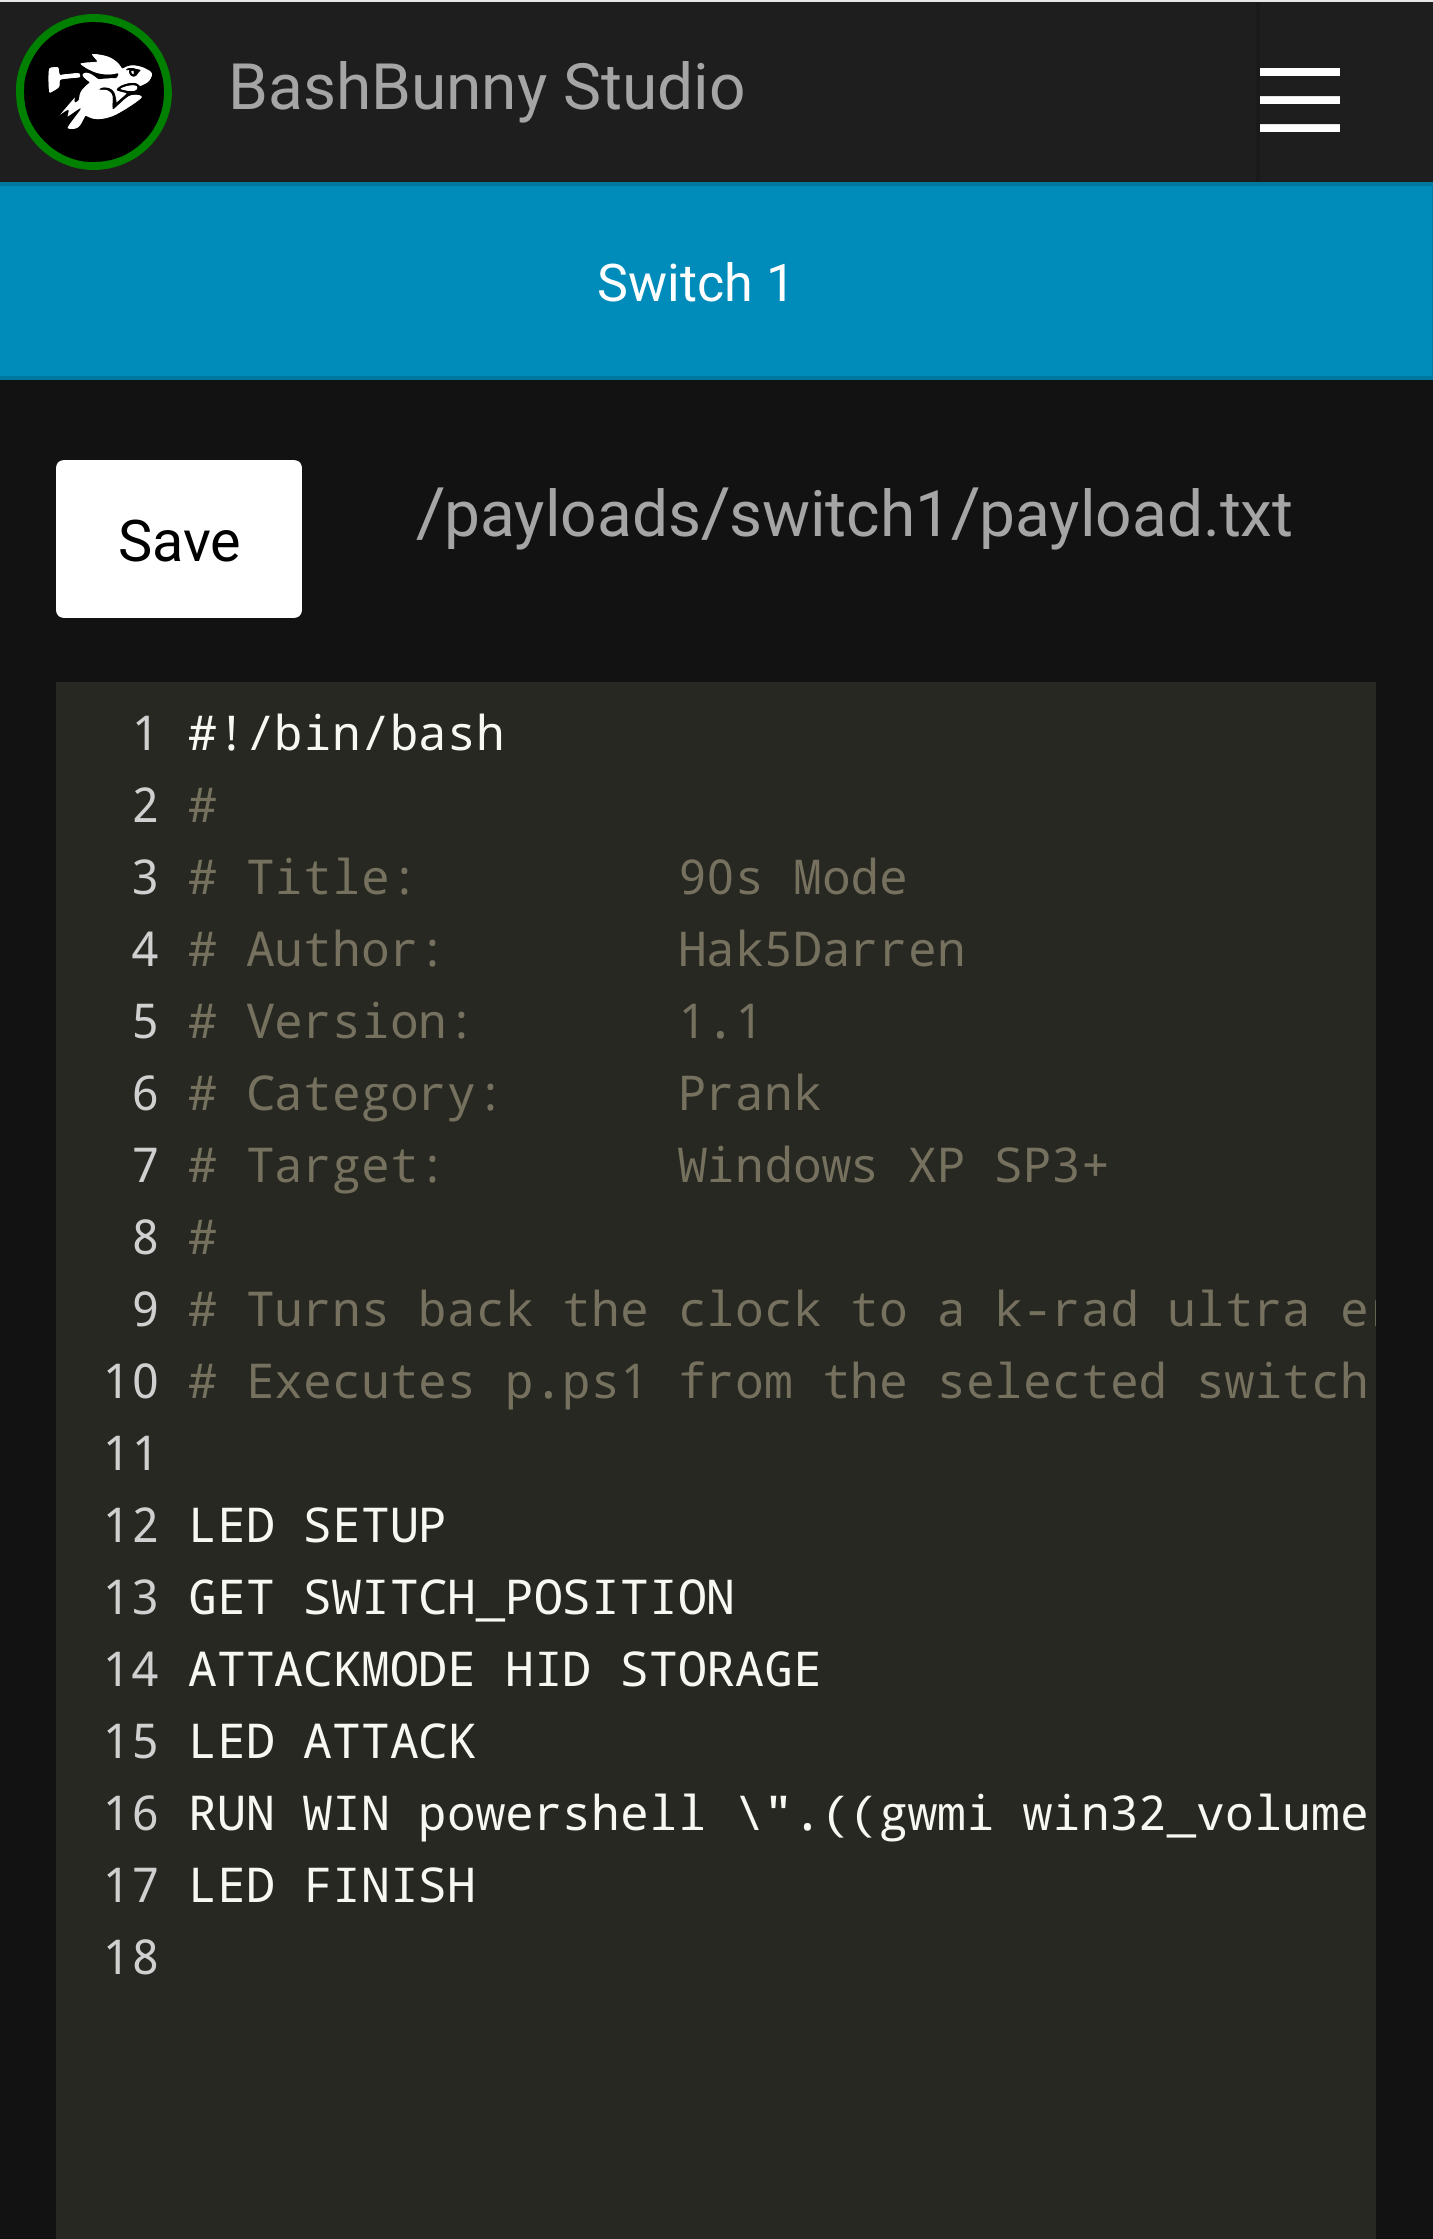 BashBunny Studio
Switch 1
Save
/payloads/switch1/payload.txt
1 #!/bin/bash
2 #
3 # Title:         90s Mode
4 # Author:        Hak5Darren
5 # Version:       1.1
6 # Category:      Prank
7 # Target:        Windows XP SP3+
8 #
9 # Turns back the clock to a k-rad ultra
10 # Executes p.ps1 from the selected switch
11
12 LED SETUP
13 GET SWITCH_POSITION
14 ATTACKMODE HID STORAGE
15 LED ATTACK
16 RUN WIN powershell \".((gwmi win32_volume
17 LED FINISH
18